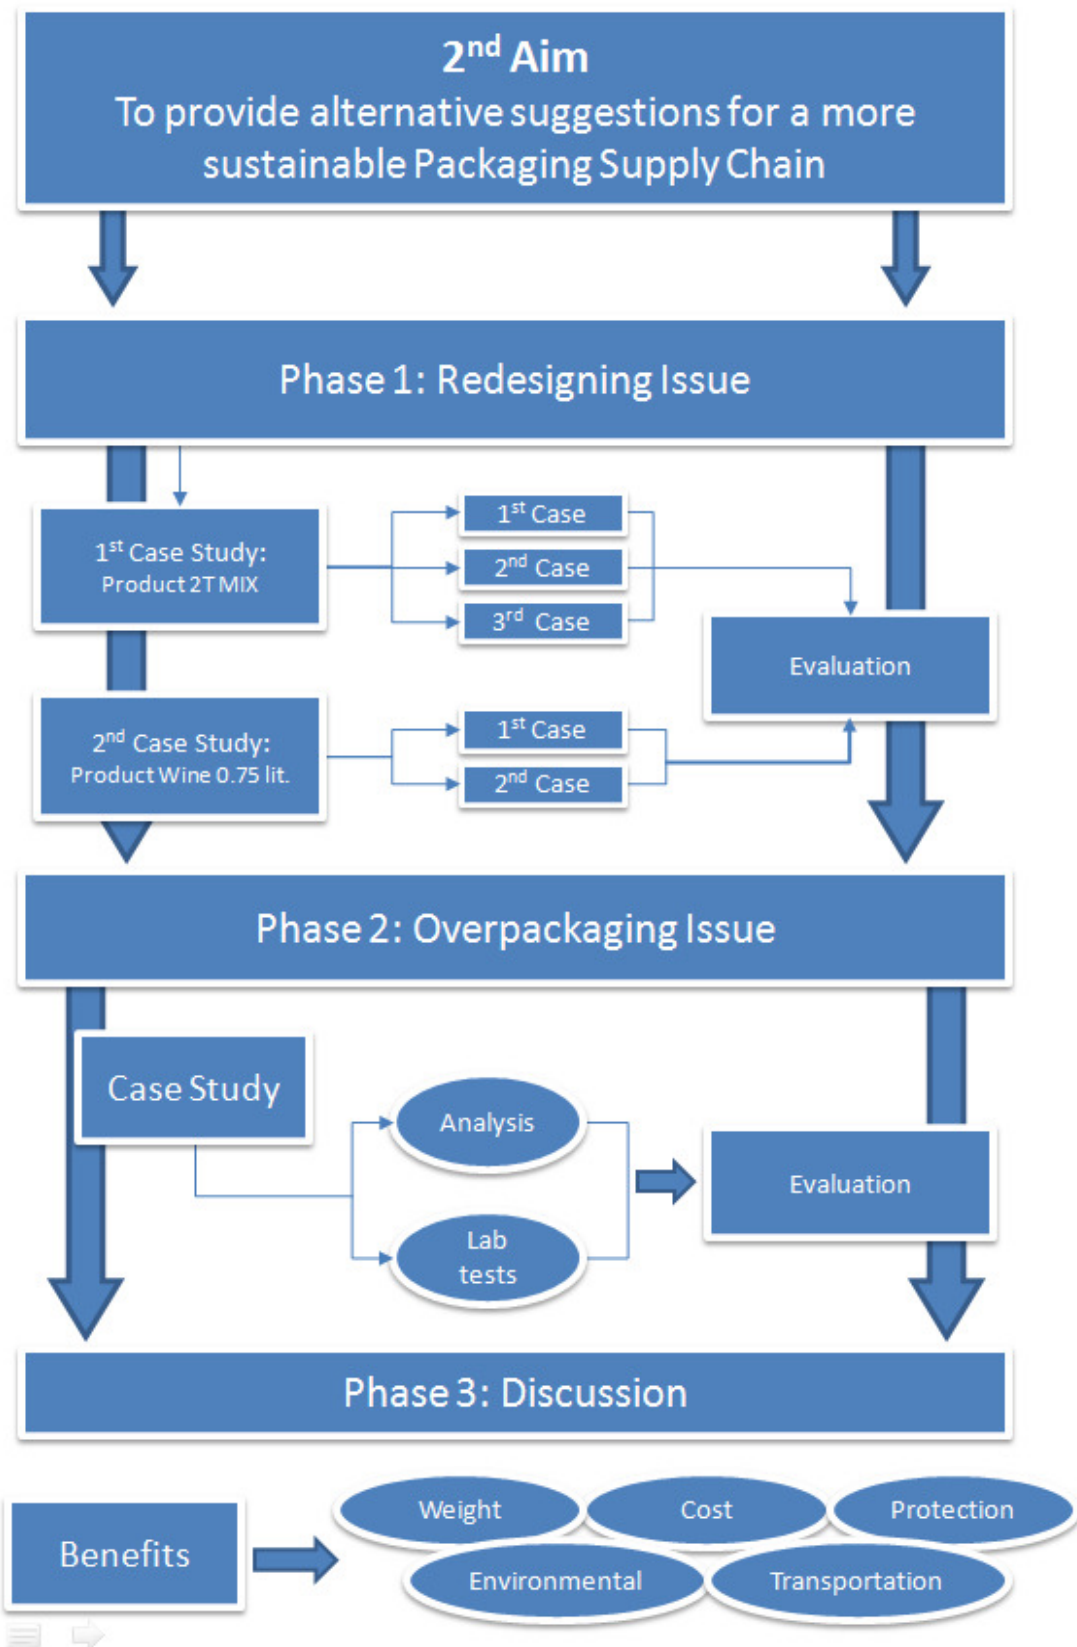 2nd Aim
To provide alternative suggestions for a more
sustainable Packaging Supply Chain
Phase 1: Redesigning Issue
1st Case Study:
Product 2T MIX
1st Case
2nd Case
3rd Case
Evaluation
2nd Case Study:
Product Wine 0.75 lit.
1st Case
2nd Case
Phase 2: Overpackaging Issue
Case Study
Analysis
Lab
tests
Evaluation
Phase 3: Discussion
Benefits
Weight
Cost
Protection
Environmental
Transportation